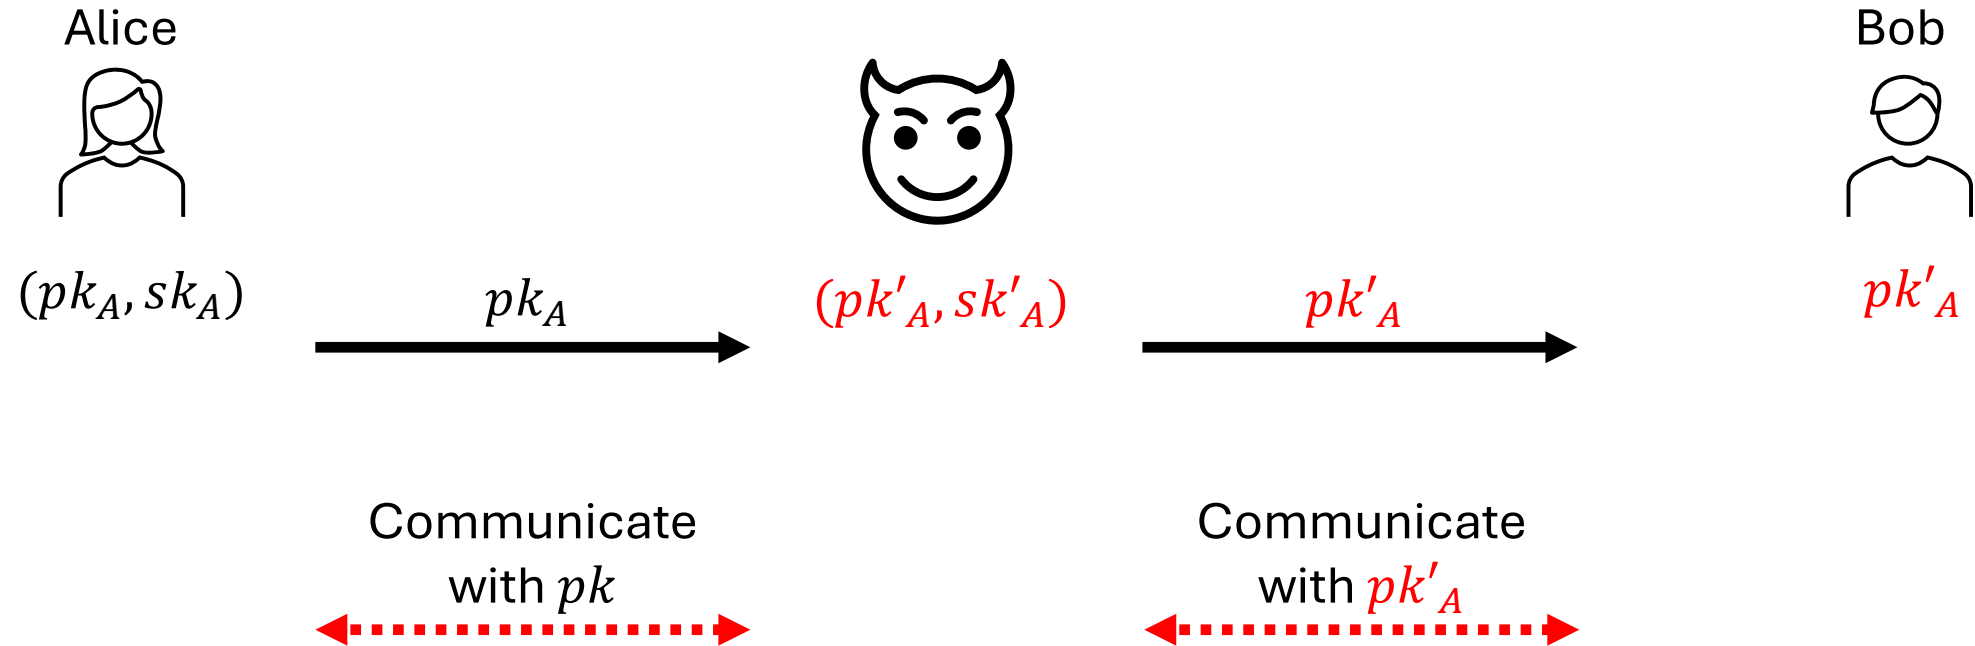 Alice
Bob
(pk_A, sk_A)
pk_A
(pk'_A, sk'_A)
pk'_A
pk'_A
Communicate
with pk
Communicate
with pk'_A